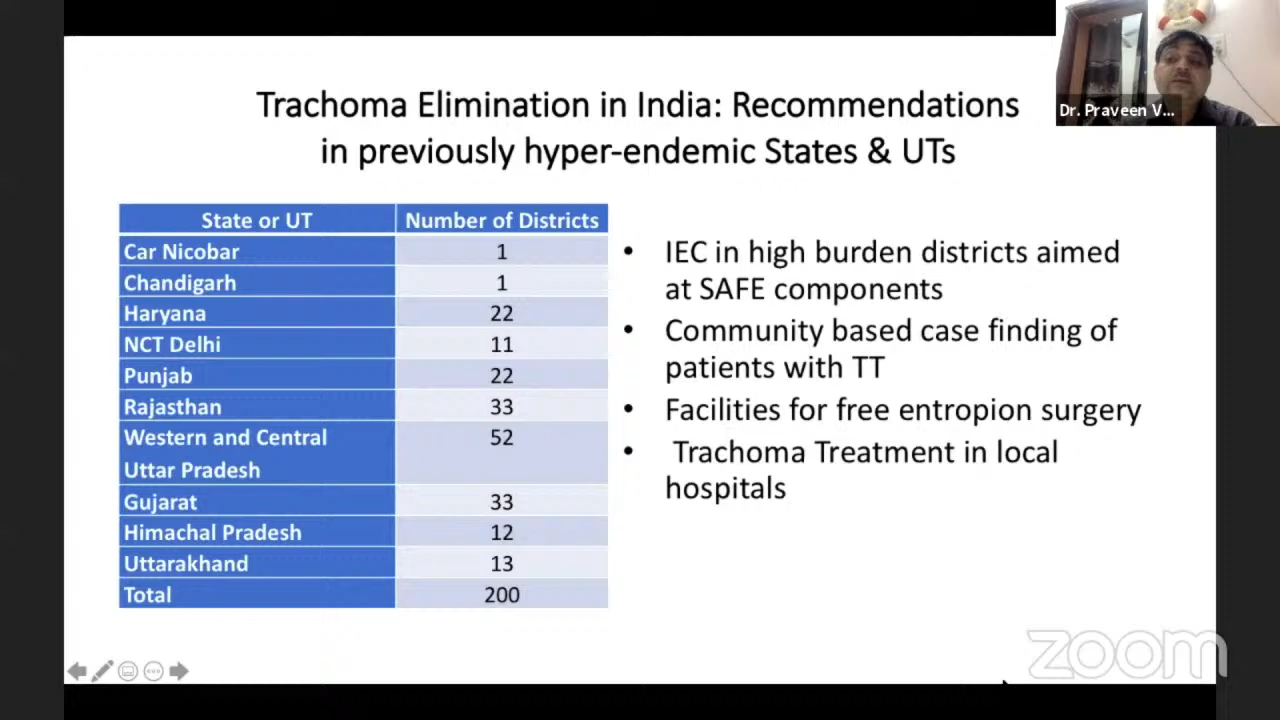 Trachoma Elimination in India: Recommendations
in previously hyper-endemic States & UTs
Dr. Praveen V...
State or UT Number of Districts
Car Nicobar 1
Chandigarh 1
Haryana 22
NCT Delhi 11
Punjab 22
Rajasthan 33
Western and Central 52
Uttar Pradesh
Gujarat 33
Himachal Pradesh 12
Uttarakhand 13
Total 200
• IEC in high burden districts aimed
at SAFE components
• Community based case finding of
patients with TT
• Facilities for free entropion surgery
• Trachoma Treatment in local
hospitals
zoom